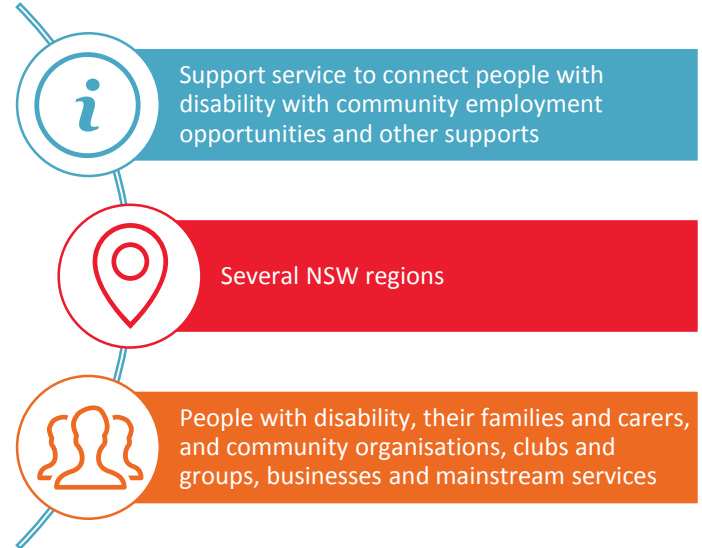 i
Support service to connect people with
disability with community employment
opportunities and other supports
Several NSW regions
People with disability, their families and carers,
and community organisations, clubs and
groups, businesses and mainstream services